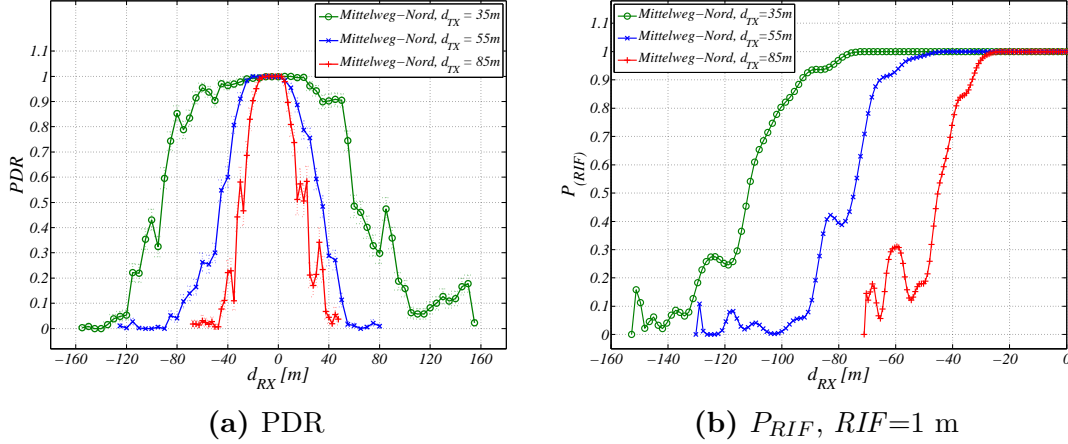 Mittelweg−Nord, d_TX = 35m
Mittelweg−Nord, d_TX = 55m
Mittelweg−Nord, d_TX = 85m
1.1
1
0.9
0.8
0.7
0.6
0.5
0.4
0.3
0.2
0.1
0
PDR
−160 −120 −80 −40 0 40 80 120 160
d_RX [m]
(a) PDR
Mittelweg−Nord, d_TX=35m
Mittelweg−Nord, d_TX=55m
Mittelweg−Nord, d_TX=85m
1.1
1
0.9
0.8
0.7
0.6
0.5
0.4
0.3
0.2
0.1
0
P_(RIF)
−160 −140 −120 −100 −80 −60 −40 −20 0
d_RX [m]
(b) P_RIF, RIF=1 m